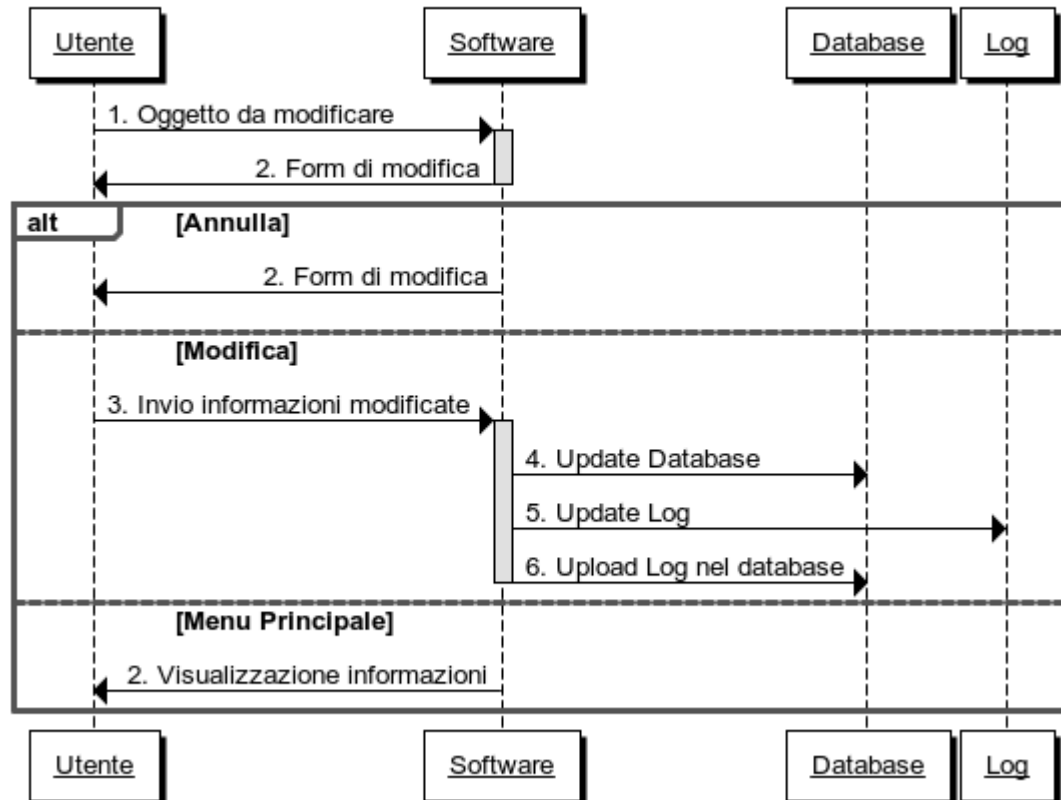 Utente
Software
Database
Log
1. Oggetto da modificare
2. Form di modifica
alt
[Annulla]
2. Form di modifica
[Modifica]
3. Invio informazioni modificate
4. Update Database
5. Update Log
6. Upload Log nel database
[Menu Principale]
2. Visualizzazione informazioni
Utente
Software
Database
Log